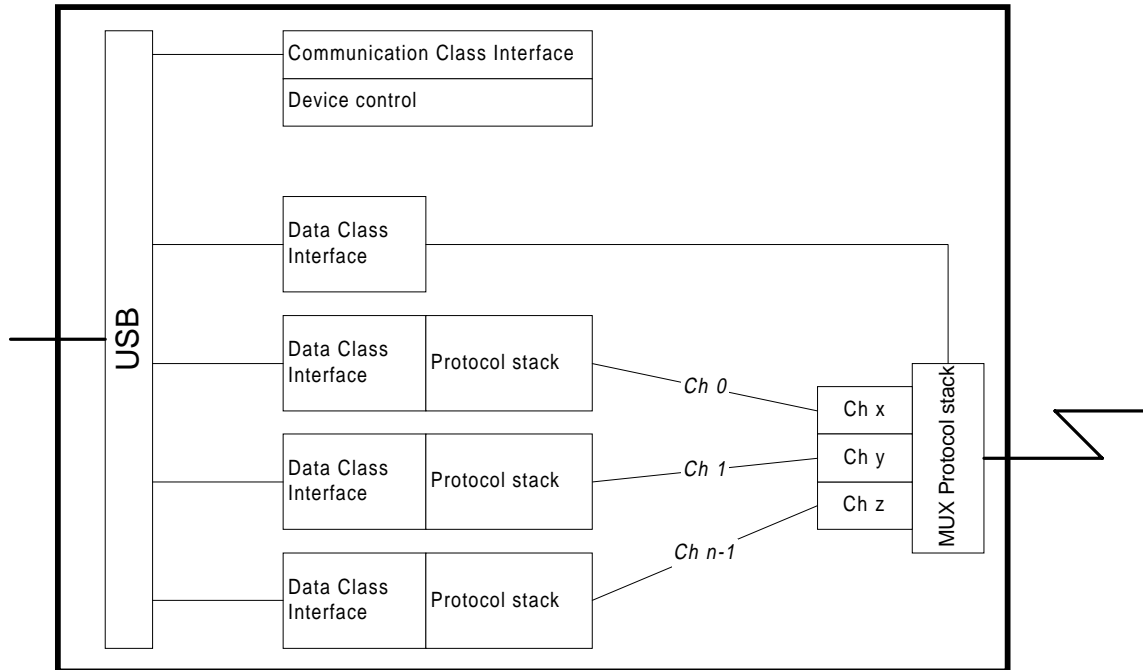 Communication Class Interface
Device control
USB
Data Class
Interface
Data Class
Interface
Protocol stack
Ch 0
Ch x
MUX Protocol stack
Data Class
Interface
Protocol stack
Ch 1
Ch y
Ch z
Data Class
Interface
Protocol stack
Ch n-1